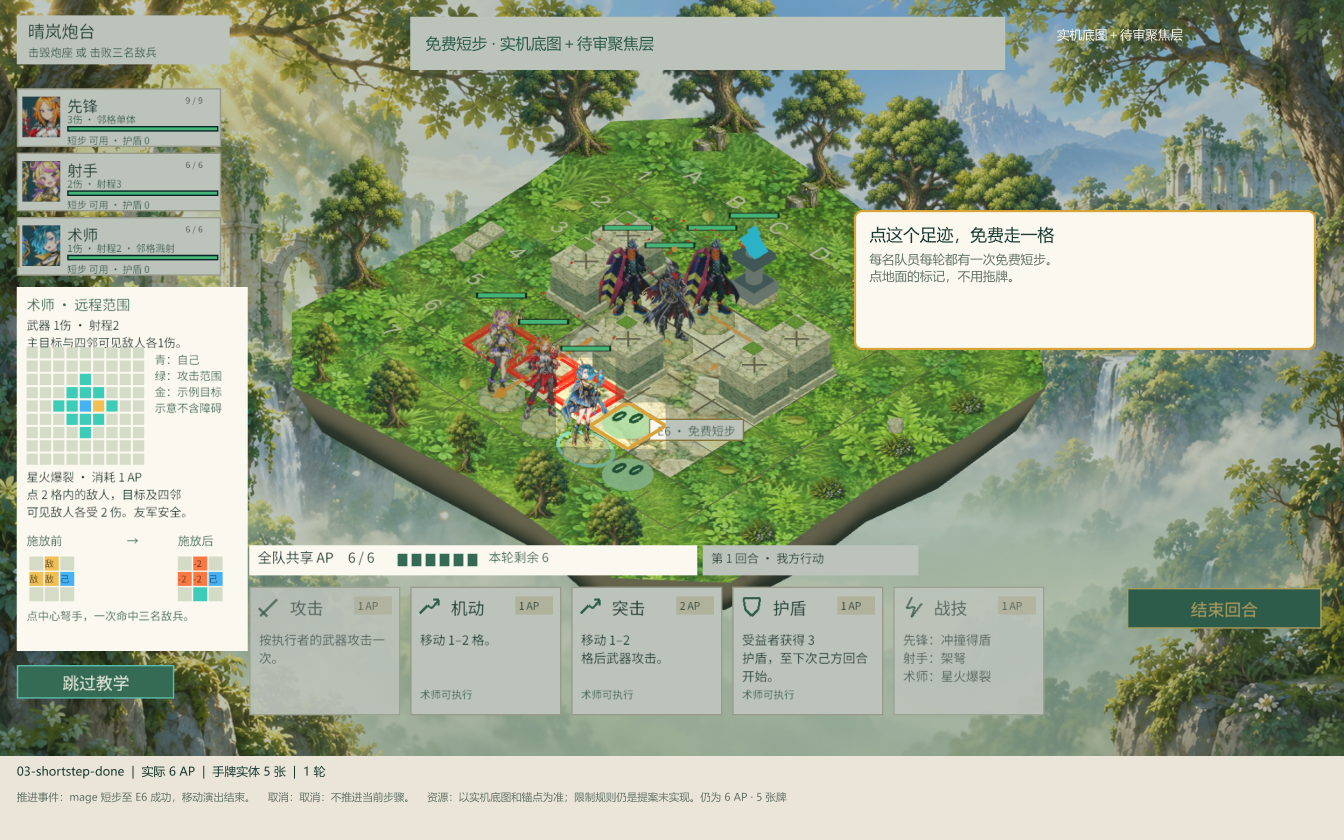 晴岚炮台
击毁炮座 或 击败三名敌兵
免费短步 · 实机底图 + 待审聚焦层
实机底图 + 待审聚焦层
先锋
9 / 9
3伤 • 邻格单体
短步 可用 • 护盾 0
射手
6 / 6
2伤 • 射程3
短步 可用 • 护盾 0
术师
6 / 6
1伤 • 射程2 • 邻格溅射
短步 可用 • 护盾 0
点这个足迹，免费走一格
每名队员每轮都有一次免费短步。
点地面的标记，不用拖牌。
术师 • 远程范围
武器 1伤 • 射程2
主目标与四邻可见敌人各1伤。
青：自己
绿：攻击范围
金：示例目标
示意不含障碍
E6 • 免费短步
星火爆裂 • 消耗 1 AP
点 2 格内的敌人，目标及四邻
可见敌人各受 2 伤。友军安全。
施放前 → 施放后
敌 -2
敌 敌 己 -2 -2 己
点中心弩手，一次命中三名敌兵。
跳过教学
全队共享 AP 6 / 6 本轮剩余 6
第 1 回合 • 我方行动
攻击 1 AP
按执行者的武器攻击一
次。
机动 1 AP
移动 1–2 格。
术师可执行
突击 2 AP
移动 1–2
格后武器攻击。
术师可执行
护盾 1 AP
受益者获得 3
护盾，至下次己方回合
开始。
术师可执行
战技 1 AP
先锋：冲撞得盾
射手：架弩
术师：星火爆裂
结束回合
03-shortstep-done | 实际 6 AP | 手牌实体 5 张 | 1 轮
推进事件：mage 短步至 E6 成功，移动演出结束。 取消：取消：不推进当前步骤。 资源：以实机底图和锚点为准；限制规则仍是提案未实现。仍为 6 AP · 5 张牌